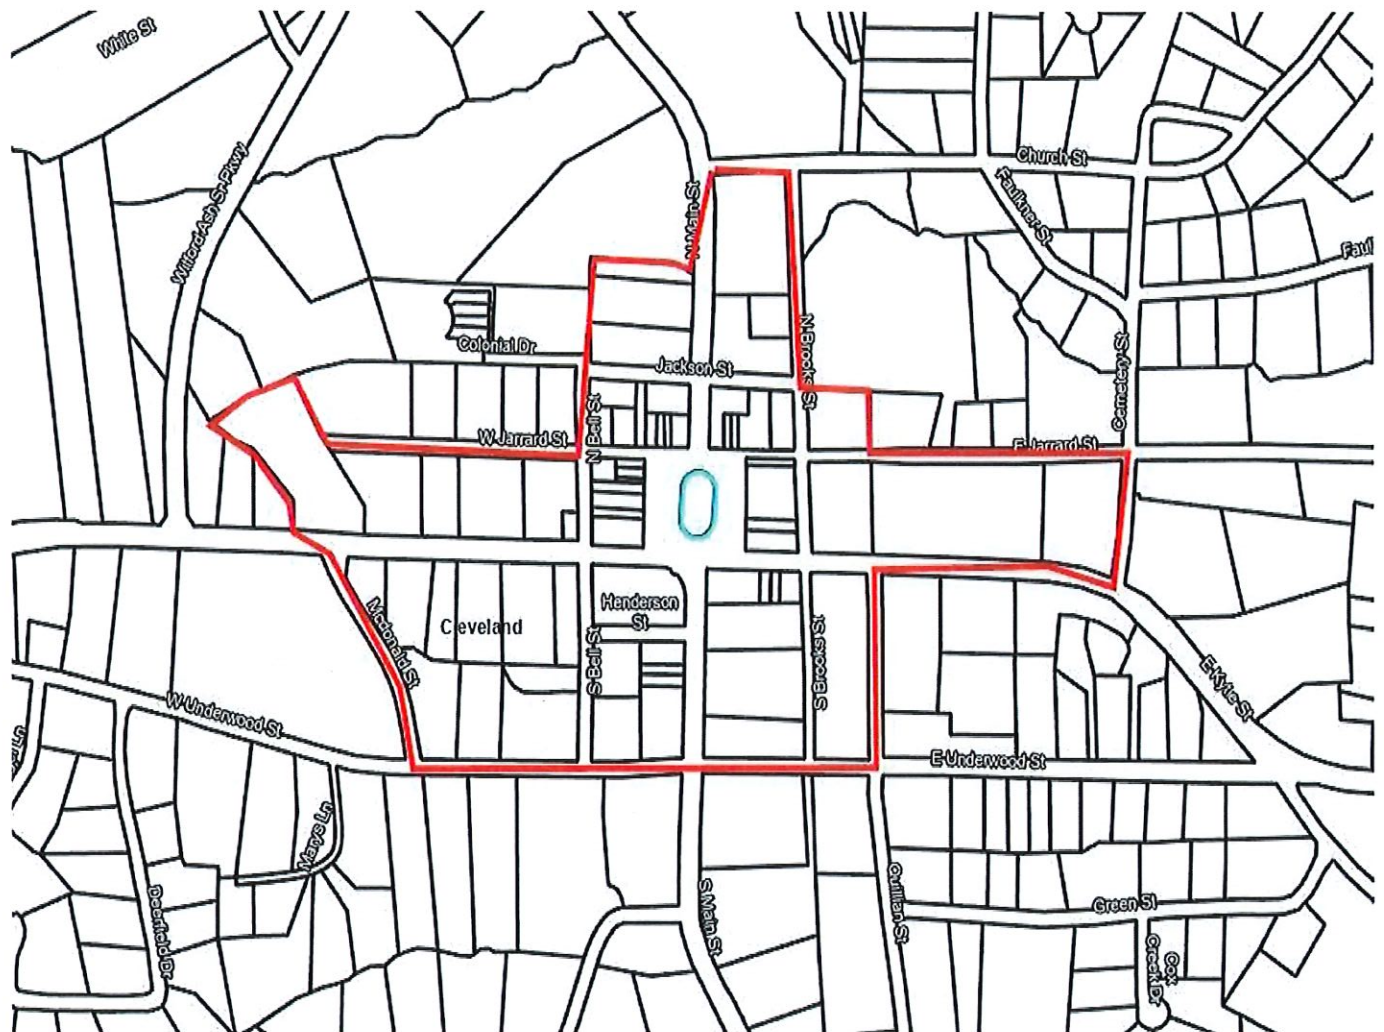 White St
Church St
Wilford Ash Sr Pkwy
N Main St
Faulkner St
Faul
Colonial Dr
Jackson St
N Brooks St
Cemetery St
N Bell St
W Jarrard St
E Jarrard St
Henderson
St
Mcdonald St
Cleveland
S Bell St
S Brooks St
E Kyte St
W Underwood St
E Underwood St
Marys Ln
Deerfield Dr
S Main St
Quillian St
Green St
Cox
Creek Dr